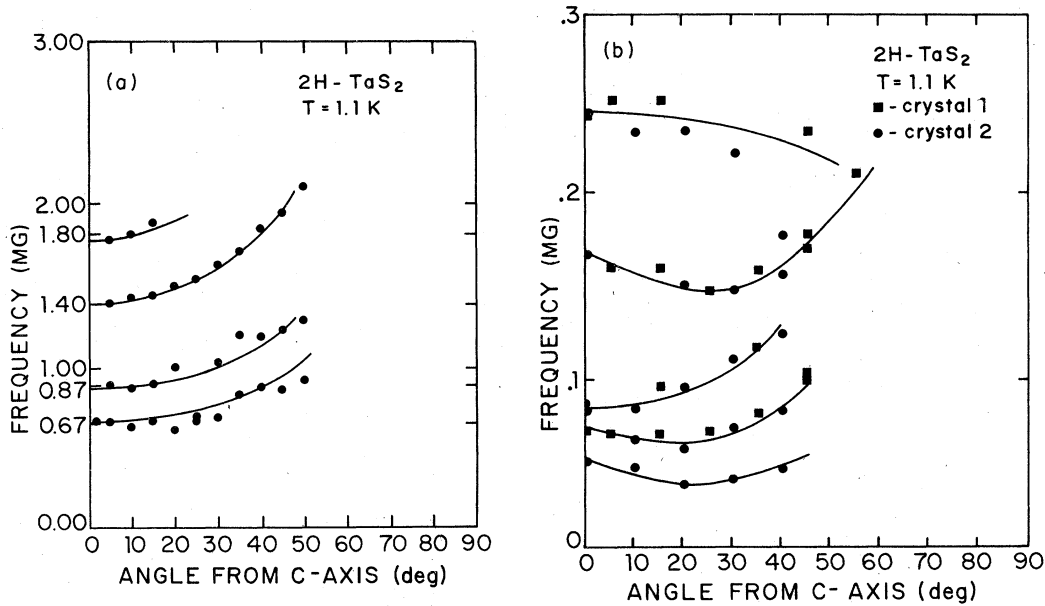 (a)
2H-TaS2
T=1.1 K
3.00
2.00
1.80
1.40
1.00
0.87
0.67
0.00
FREQUENCY (MG)
0 10 20 30 40 50 60 70 80 90
ANGLE FROM C-AXIS (deg)
(b)
2H-TaS2
T=1.1 K
■-crystal 1
●-crystal 2
.3
.2
.1
0
FREQUENCY (MG)
0 10 20 30 40 50 60 70 80 90
ANGLE FROM C-AXIS (deg)